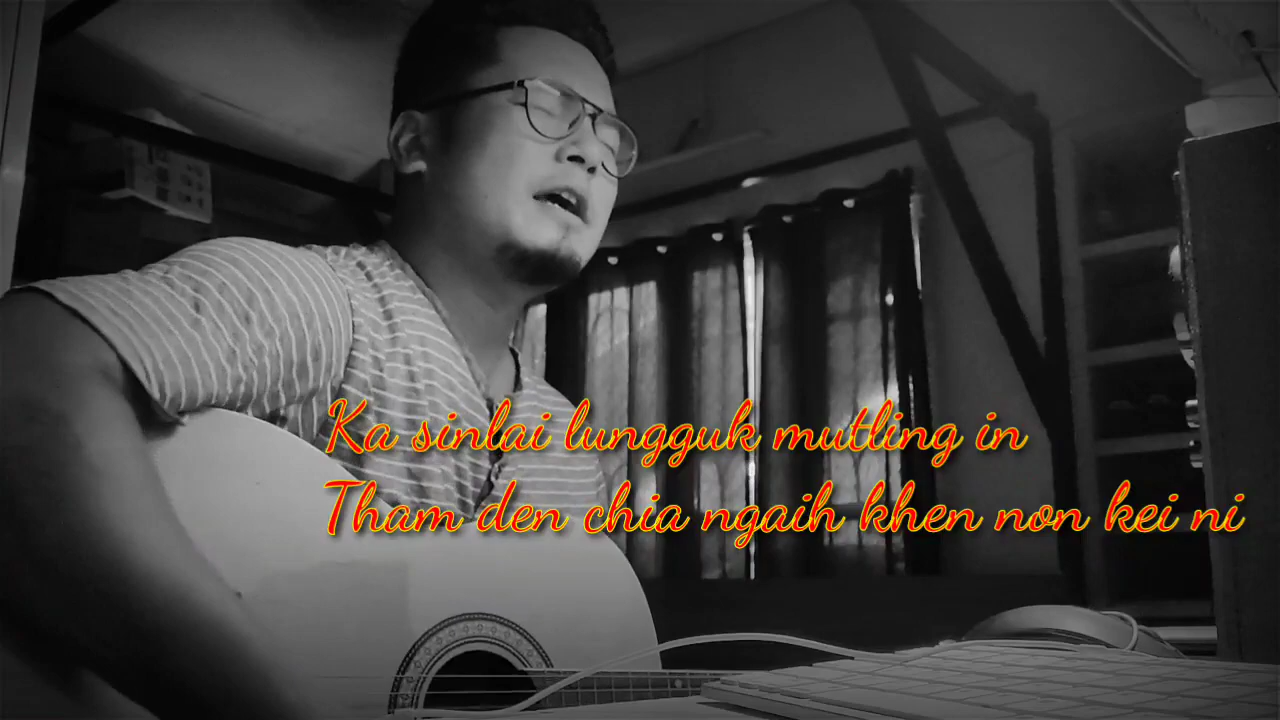 Ka sinlai lungguk mutling in
Tham den chia ngaih khen non kei ni